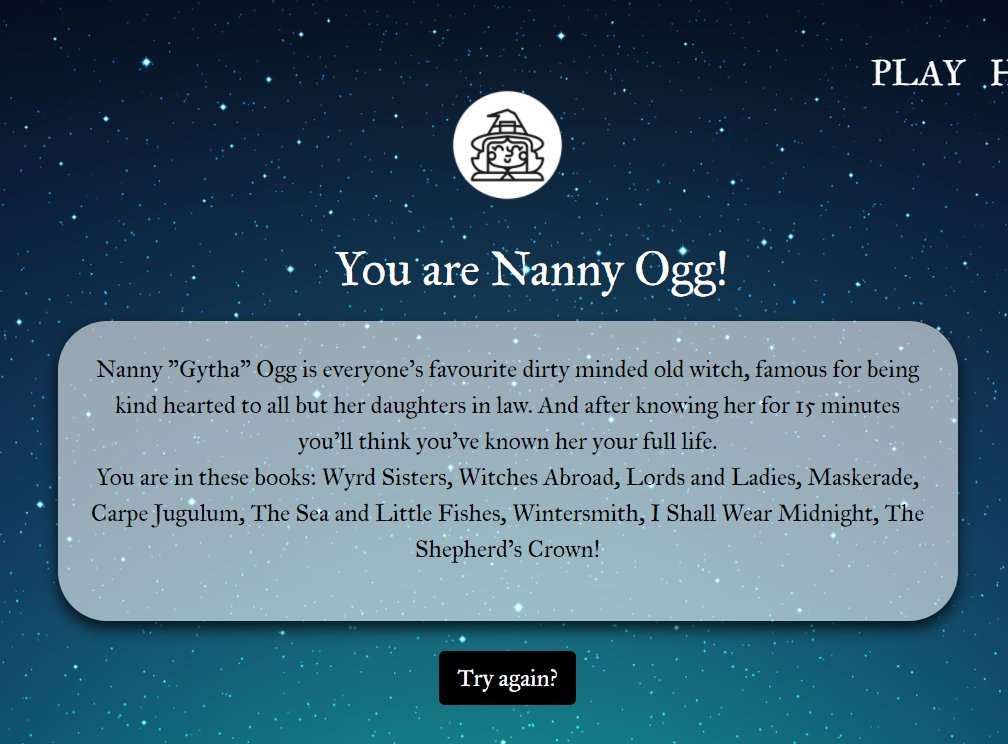 PLAY H
You are Nanny Ogg!
Nanny ”Gytha” Ogg is everyone’s favourite dirty minded old witch, famous for being
kind hearted to all but her daughters in law. And after knowing her for 15 minutes
you’ll think you’ve known her your full life.
You are in these books: Wyrd Sisters, Witches Abroad, Lords and Ladies, Maskerade,
Carpe Jugulum, The Sea and Little Fishes, Wintersmith, I Shall Wear Midnight, The
Shepherd’s Crown!
Try again?